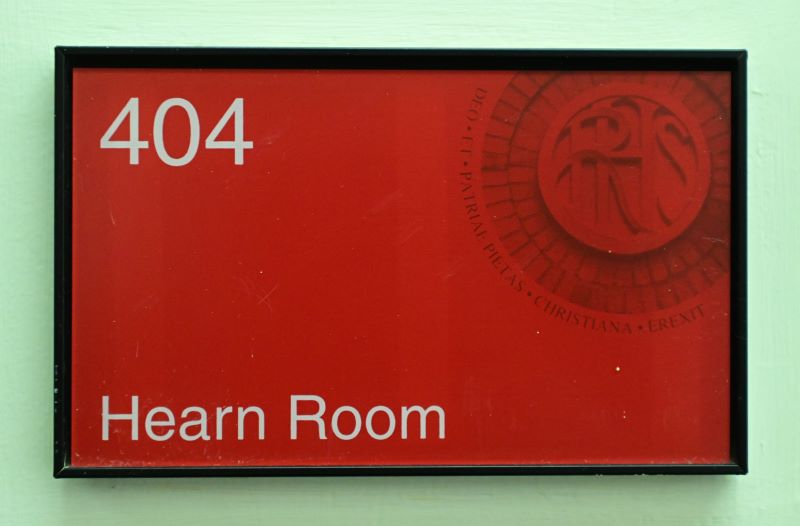 404
DEO • ET • PATRIAE PIETAS • CHRISTIANA • EREXIT
Hearn Room